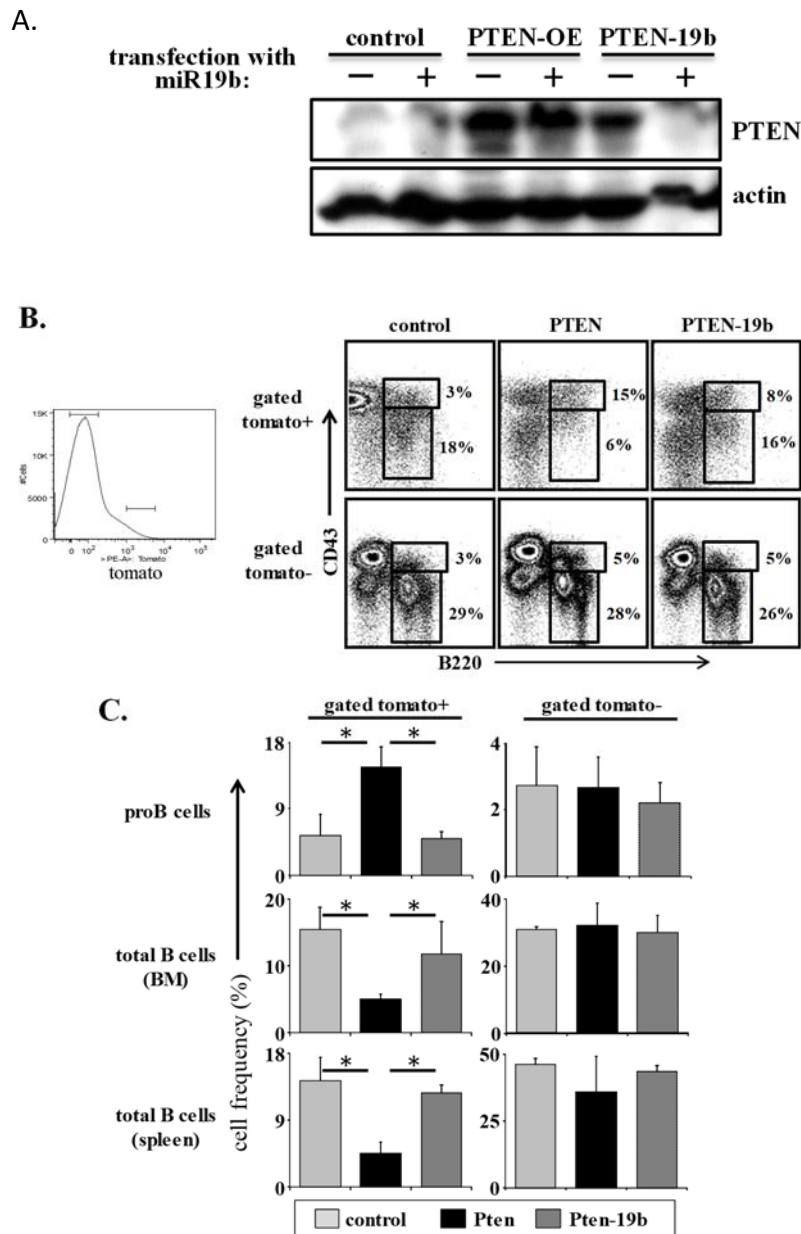 A.
control PTEN-OE PTEN-19b
transfection with
miR19b: − + − + − +
PTEN
actin
B.
control PTEN PTEN-19b
gated
tomato+
3% 15% 8%
18% 6% 16%
gated
tomato-
3% 5% 5%
29% 28% 26%
CD43
B220
#Cells
15K
10K
5000
0
0 10² 10³ 10⁴ 10⁵
>PE-A>: Tomato
tomato
C.
gated tomato+ gated tomato-
cell frequency (%)
proB cells
18
9
0
* *
4
2
0
total B cells
(BM)
20
10
0
* *
40
20
0
total B cells
(spleen)
18
9
0
* *
50
25
0
control Pten Pten-19b